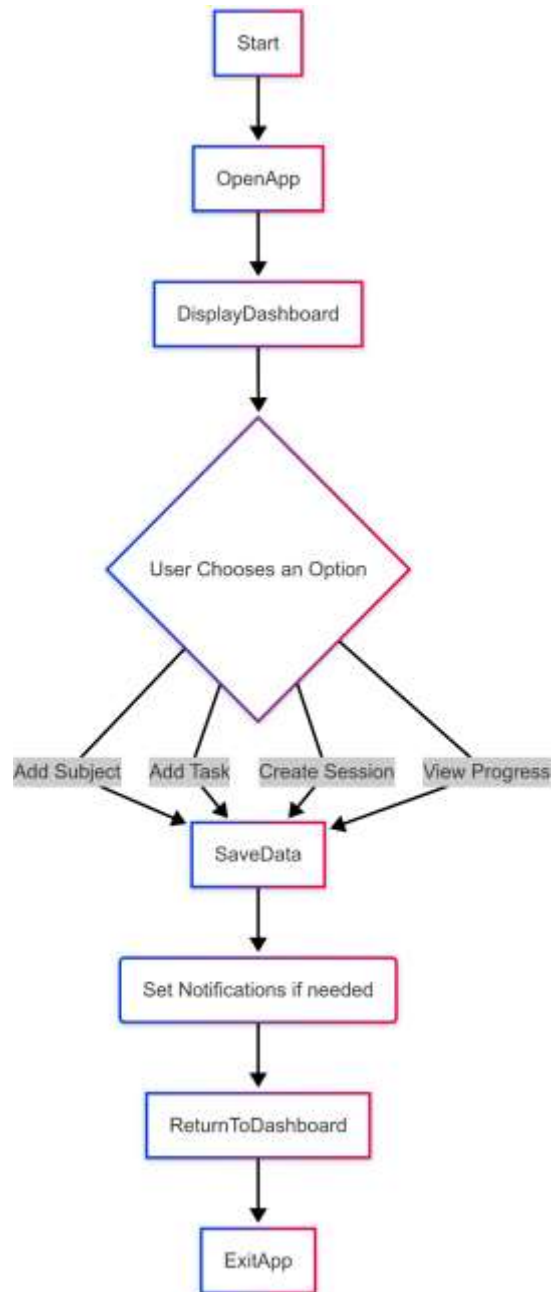 Start
OpenApp
DisplayDashboard
User Chooses an Option
Add Subject
Add Task
Create Session
View Progress
SaveData
Set Notifications if needed
ReturnToDashboard
ExitApp